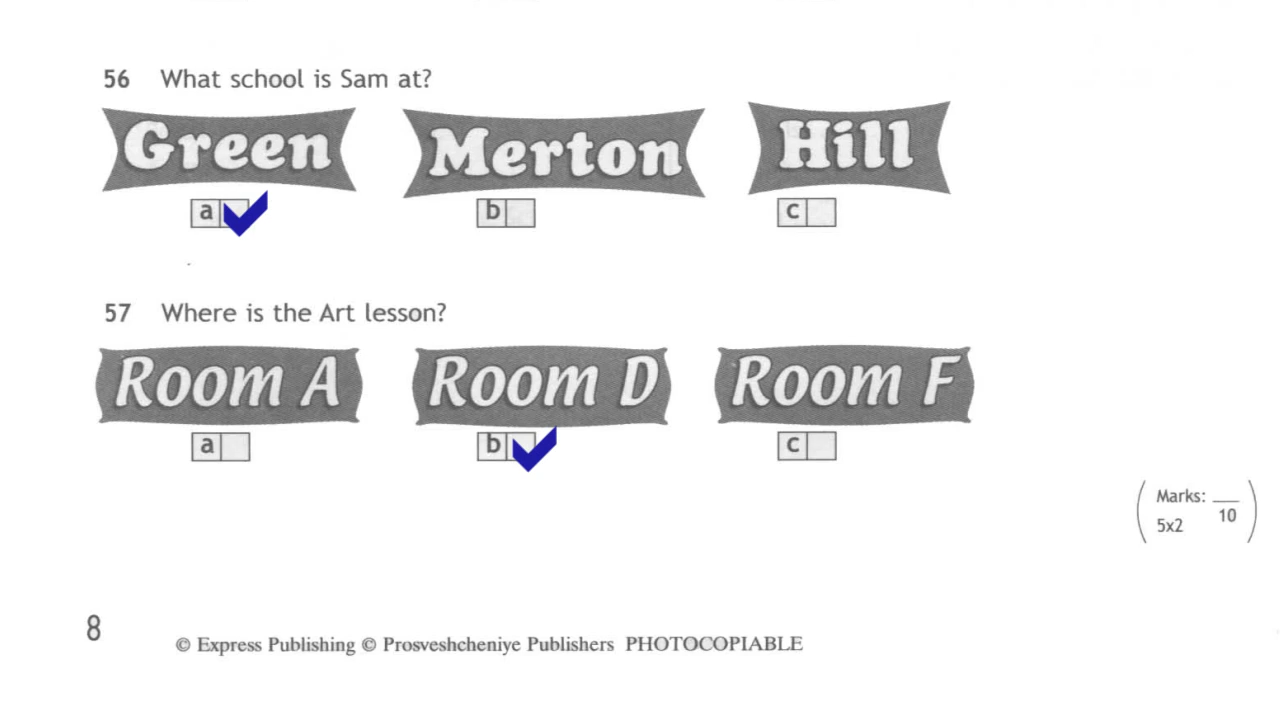 56 What school is Sam at?
Green Merton Hill
a b c
57 Where is the Art lesson?
Room A Room D Room F
a b c
Marks: __
5x2 10
8
© Express Publishing © Prosveshcheniye Publishers PHOTOCOPIABLE